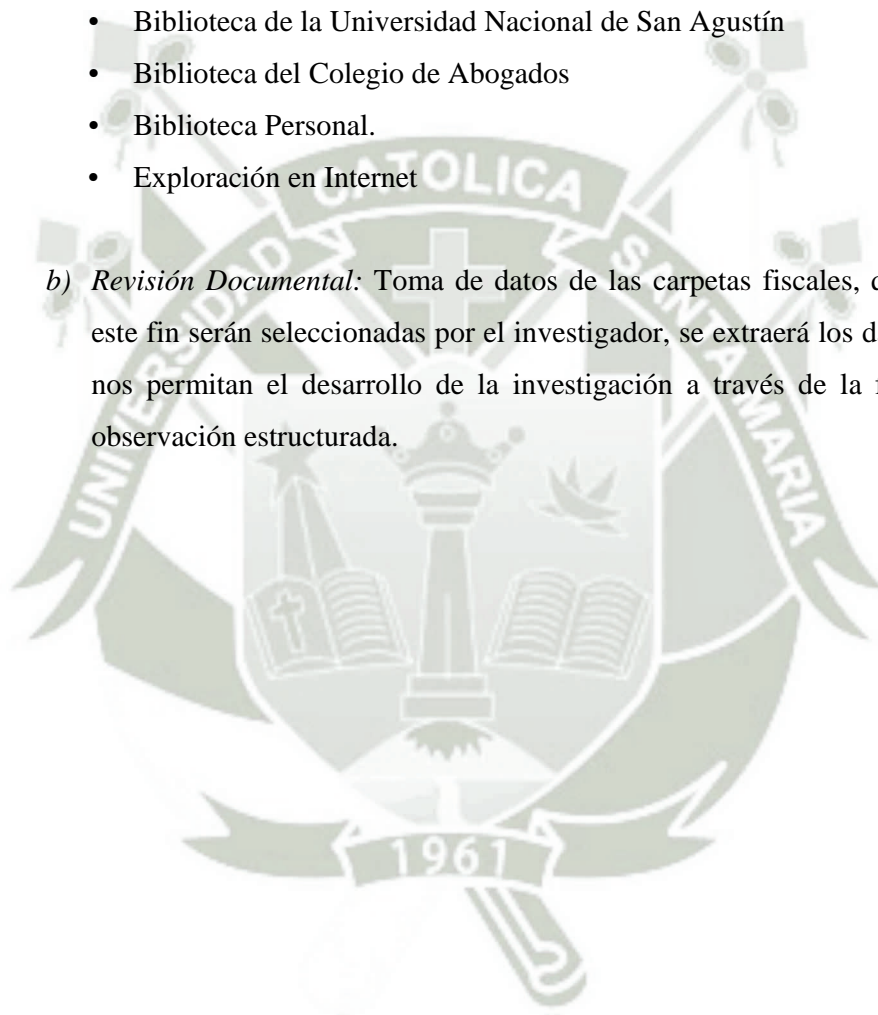 • Biblioteca de la Universidad Nacional de San Agustín
• Biblioteca del Colegio de Abogados
• Biblioteca Personal.
• Exploración en Internet
b) Revisión Documental: Toma de datos de las carpetas fiscales,
este fin serán seleccionadas por el investigador, se extraerá los
nos permitan el desarrollo de la investigación a través de la
observación estructurada.
UNIVERSIDAD CATOLICA SANTA MARIA
1961